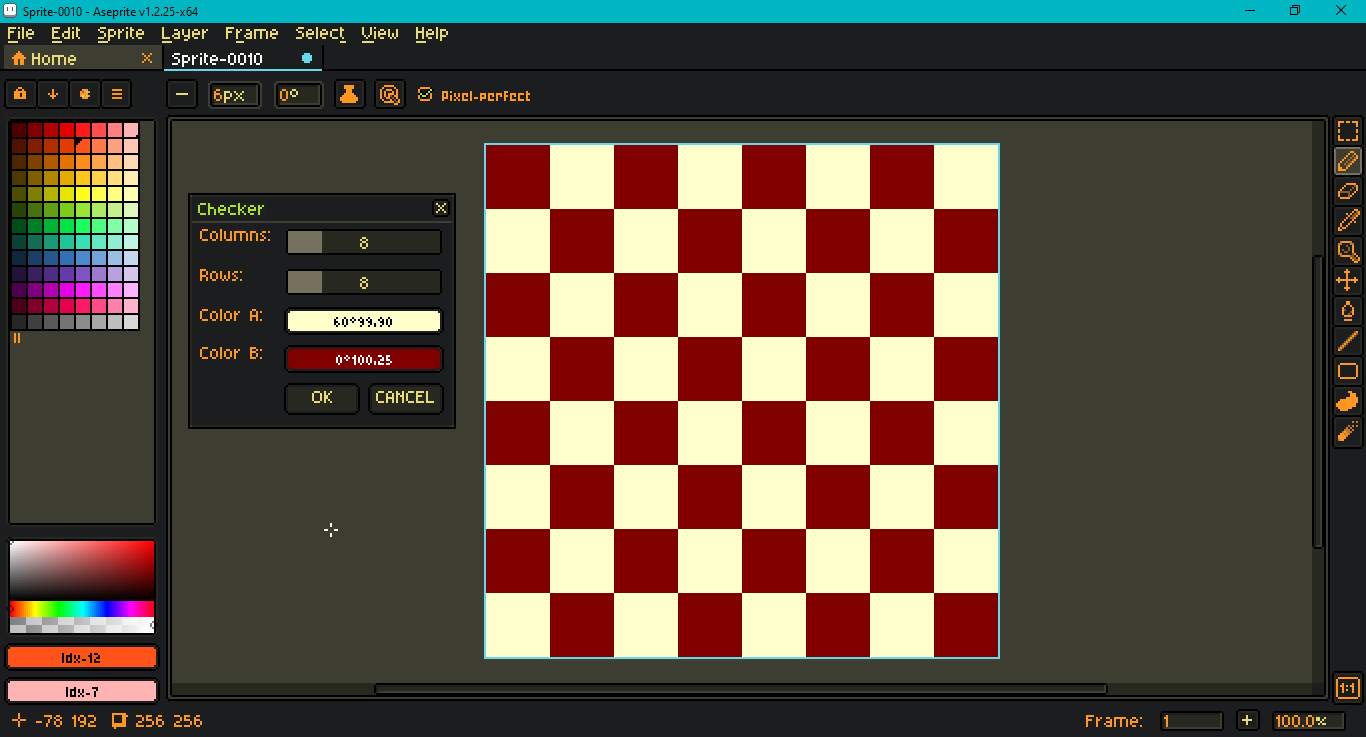 Sprite-0010 - Aseprite v1.2.25-x64
File Edit Sprite Layer Frame Select View Help
Home Sprite-0010
6px 0° Pixel-perfect
Checker
Columns: 8
Rows: 8
Color A: 60°99.90
Color B: 0°100.25
OK CANCEL
Idx-12
Idx-7
1:1
-78 192 256 256 Frame: 1 + 100.0%